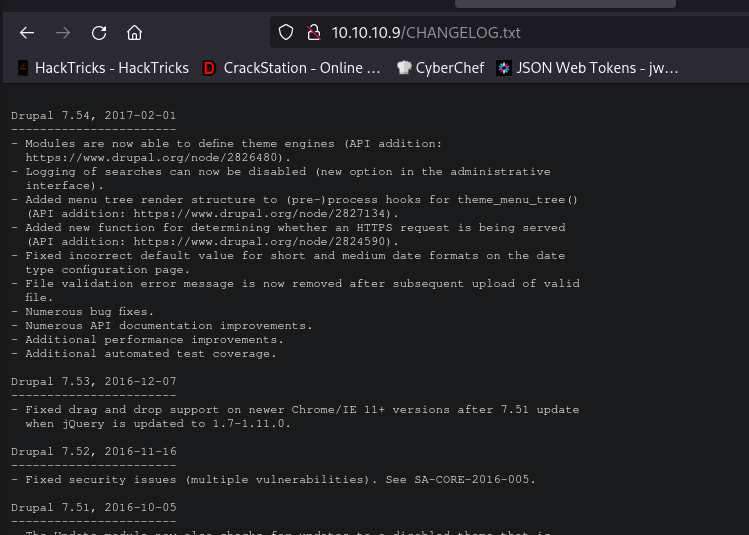 10.10.10.9/CHANGELOG.txt
HackTricks - HackTricks CrackStation - Online ... CyberChef JSON Web Tokens - jw...
Drupal 7.54, 2017-02-01
-----------------------
- Modules are now able to define theme engines (API addition:
https://www.drupal.org/node/2826480).
- Logging of searches can now be disabled (new option in the administrative
interface).
- Added menu tree render structure to (pre-)process hooks for theme_menu_tree()
(API addition: https://www.drupal.org/node/2827134).
- Added new function for determining whether an HTTPS request is being served
(API addition: https://www.drupal.org/node/2824590).
- Fixed incorrect default value for short and medium date formats on the date
type configuration page.
- File validation error message is now removed after subsequent upload of valid
file.
- Numerous bug fixes.
- Numerous API documentation improvements.
- Additional performance improvements.
- Additional automated test coverage.
Drupal 7.53, 2016-12-07
-----------------------
- Fixed drag and drop support on newer Chrome/IE 11+ versions after 7.51 update
when jQuery is updated to 1.7-1.11.0.
Drupal 7.52, 2016-11-16
-----------------------
- Fixed security issues (multiple vulnerabilities). See SA-CORE-2016-005.
Drupal 7.51, 2016-10-05
-----------------------